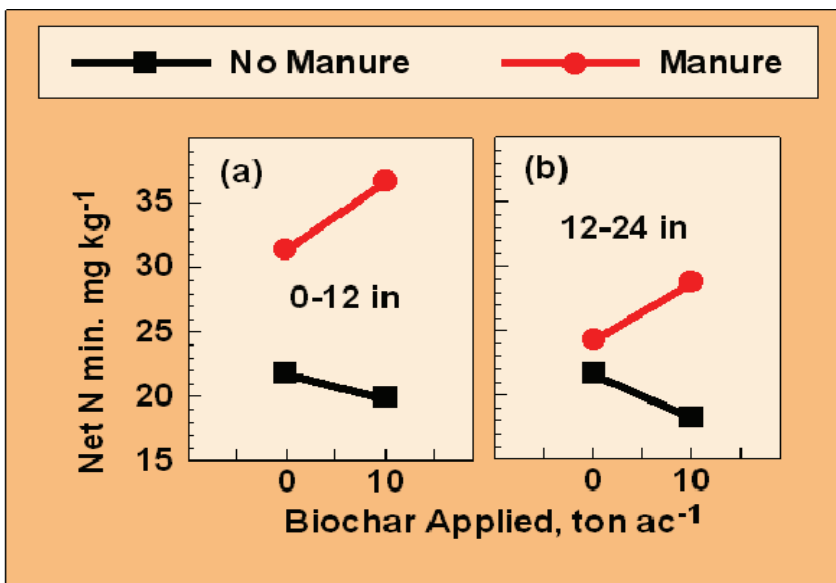 No Manure Manure
(a) (b)
12-24 in
0-12 in
Net N min. mg kg-1
35
30
25
20
15
0 10 0 10
Biochar Applied, ton ac-1